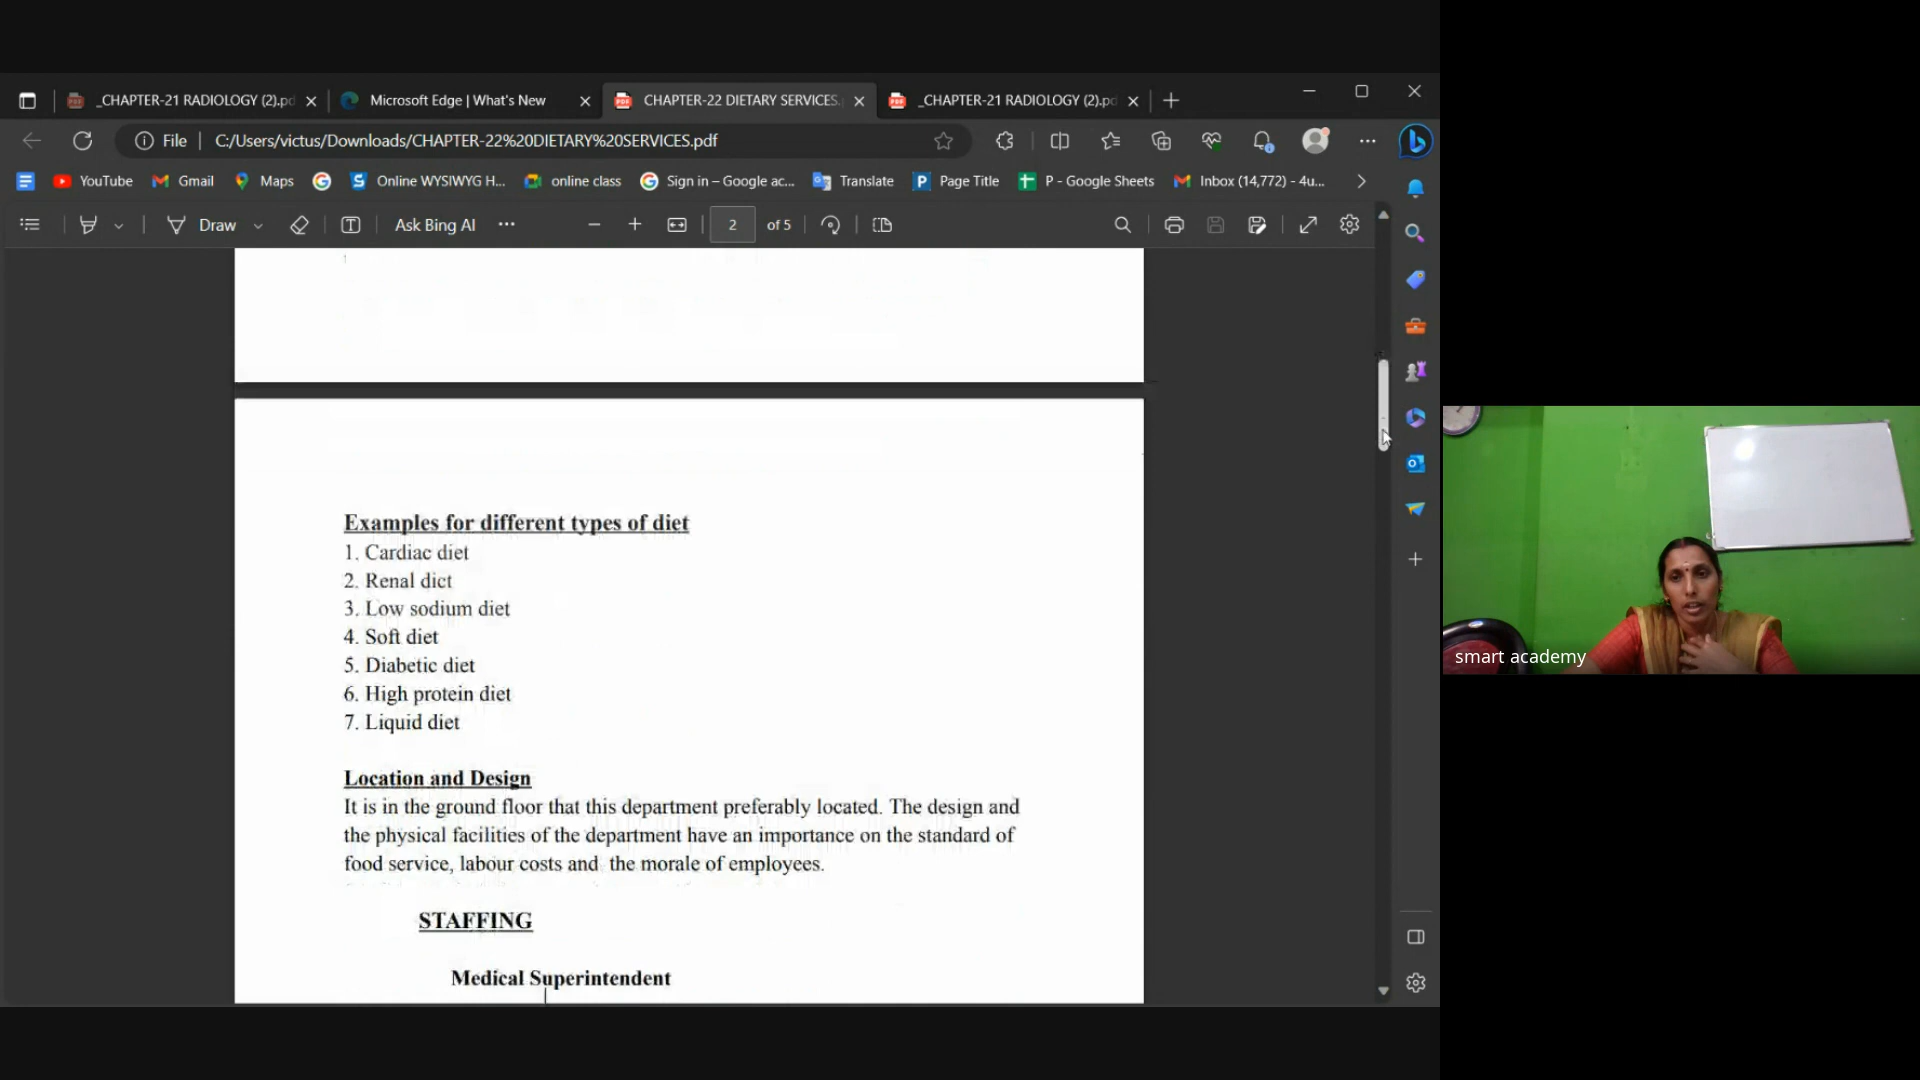 _CHAPTER-21 RADIOLOGY (2).pd
Microsoft Edge | What's New
CHAPTER-22 DIETARY SERVICES.
_CHAPTER-21 RADIOLOGY (2).pd
File
C:/Users/victus/Downloads/CHAPTER-22%20DIETARY%20SERVICES.pdf
YouTube
Gmail
Maps
Online WYSIWYG H...
online class
Sign in – Google ac...
Translate
Page Title
P - Google Sheets
Inbox (14,772) - 4u...
Draw
Ask Bing AI
2 of 5
Examples for different types of diet
1. Cardiac diet
2. Renal dict
3. Low sodium diet
4. Soft diet
5. Diabetic diet
6. High protein diet
7. Liquid diet
Location and Design
It is in the ground floor that this department preferably located. The design and
the physical facilities of the department have an importance on the standard of
food service, labour costs and the morale of employees.
STAFFING
Medical Superintendent
smart academy